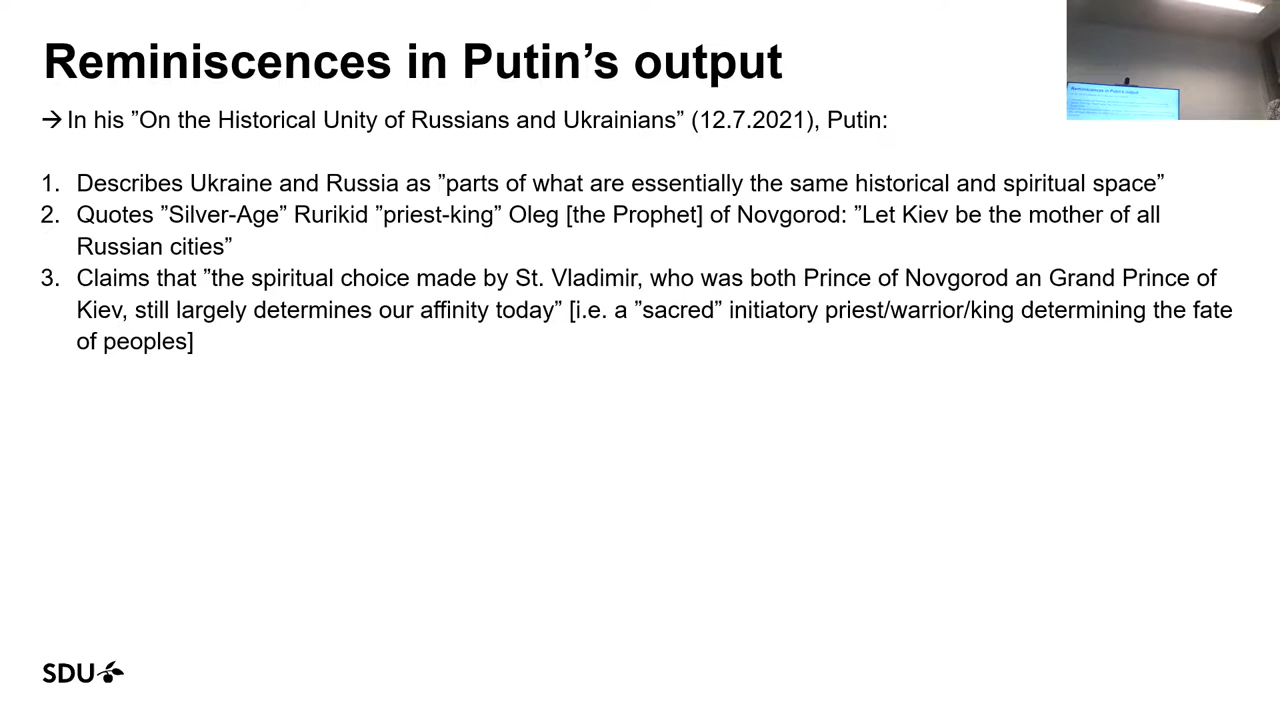 Reminiscences in Putin’s output
→ In his ”On the Historical Unity of Russians and Ukrainians” (12.7.2021), Putin:
1. Describes Ukraine and Russia as ”parts of what are essentially the same historical and spiritual space”
2. Quotes ”Silver-Age” Rurikid ”priest-king” Oleg [the Prophet] of Novgorod: ”Let Kiev be the mother of all
Russian cities”
3. Claims that ”the spiritual choice made by St. Vladimir, who was both Prince of Novgorod an Grand Prince of
Kiev, still largely determines our affinity today” [i.e. a ”sacred” initiatory priest/warrior/king determining the fate
of peoples]
Reminiscences in Putin’s output
SDU